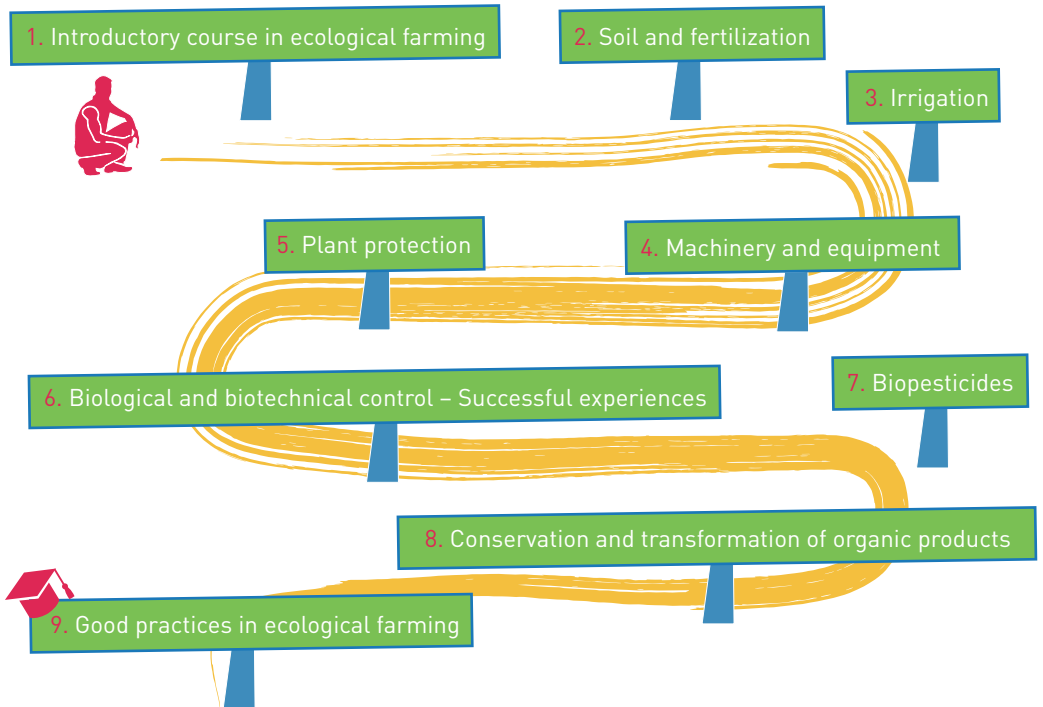 1. Introductory course in ecological farming
2. Soil and fertilization
3. Irrigation
4. Machinery and equipment
5. Plant protection
6. Biological and biotechnical control – Successful experiences
7. Biopesticides
8. Conservation and transformation of organic products
9. Good practices in ecological farming